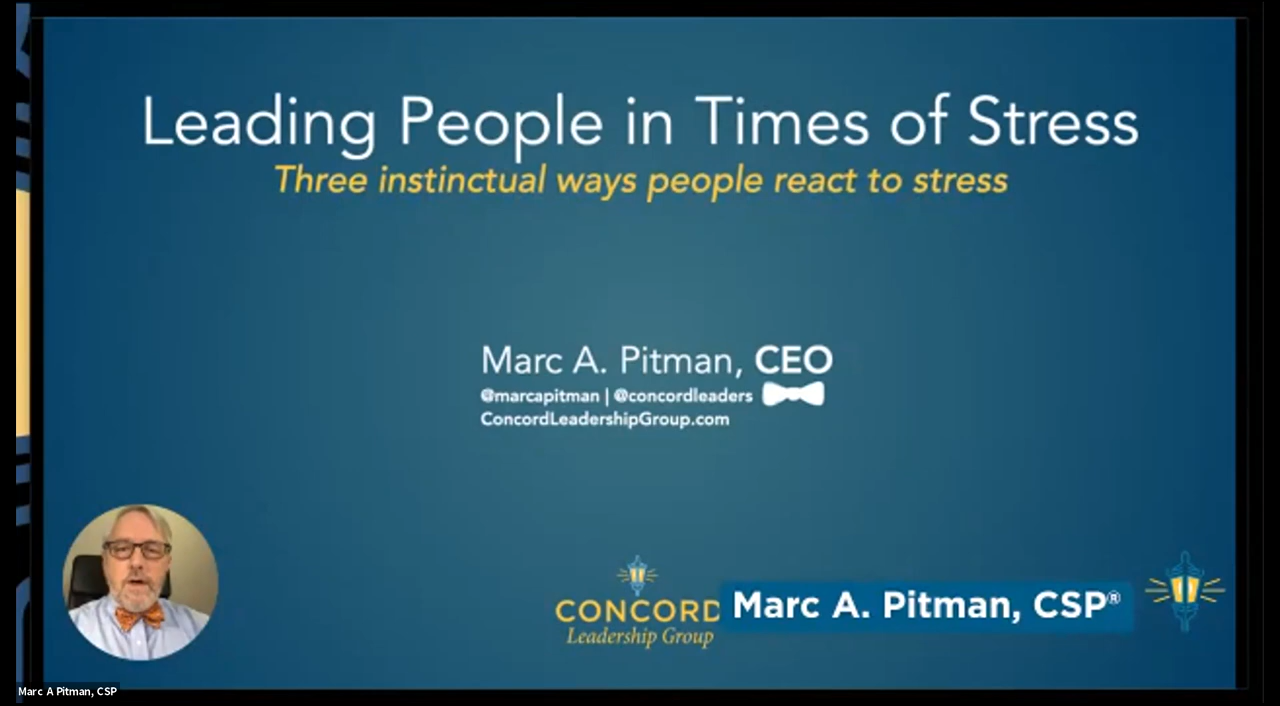 Leading People in Times of Stress
Three instinctual ways people react to stress
Marc A. Pitman, CEO
@marcapitman | @concordleaders
ConcordLeadershipGroup.com
CONCORD
Leadership Group
Marc A. Pitman, CSP®
Marc A Pitman, CSP